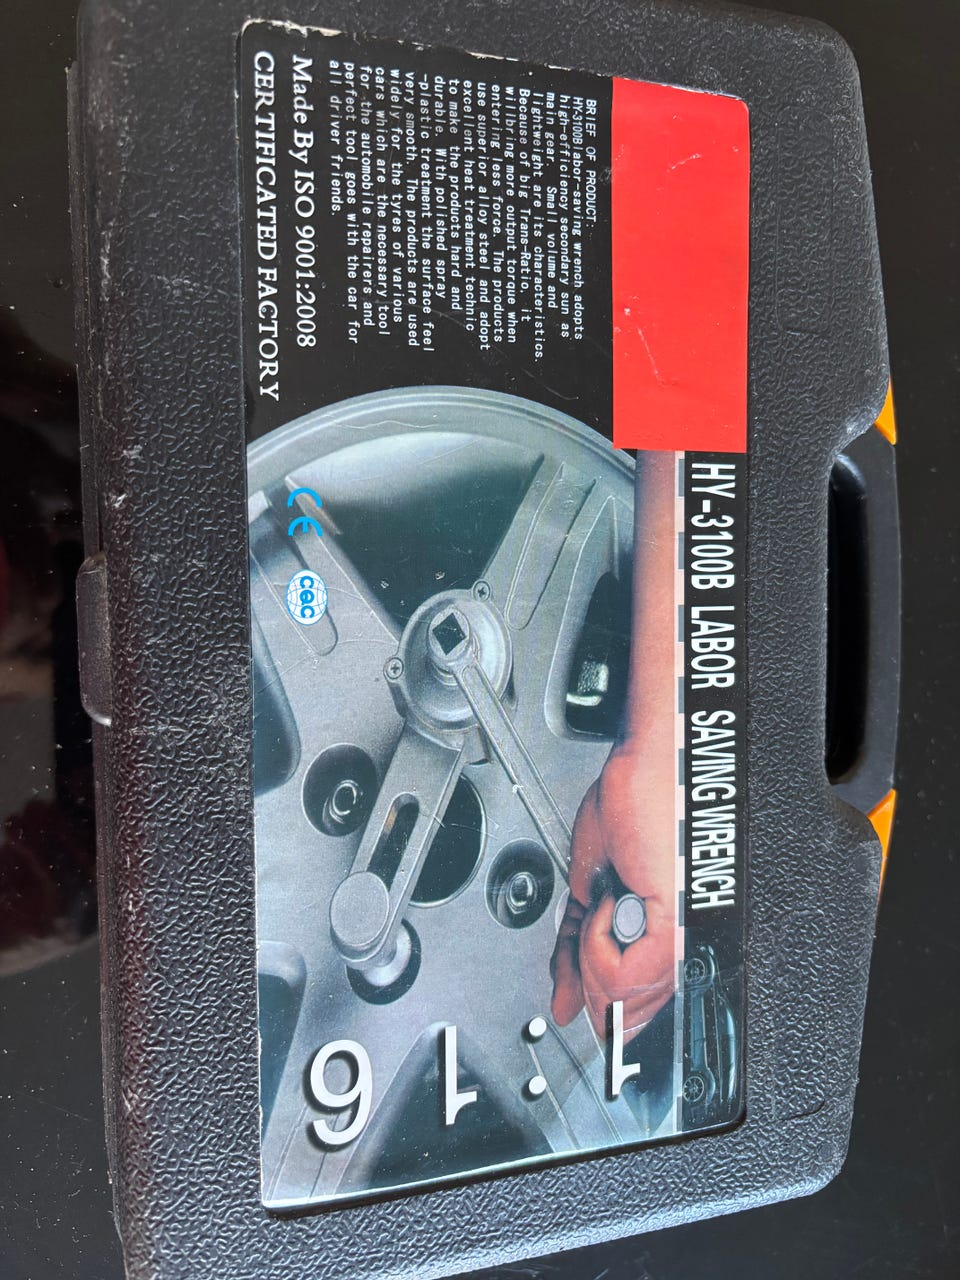 HY-3100B LABOR SAVING WRENCH
BRIEF OF PRODUCT:
HY-3100Blabor-saving wrench adopts
high-efficiency secondary sun as
main gear. Small volume and
lightweight are its characteristics.
Because of big Trans-Ratio, it
willbring more output torque when
entering less force. The products
use superior alloy steel and adopt
excellent heat treatment technic
to make the products hard and
durable. With polished spray
-plastic treatment the surface feel
very smooth. The products are used
widely for the tyres of various
cars which are the necessary tool
for the automobile repairers and
perfect tool goes with the car for
all driver friends.
Made By ISO 9001:2008
CERTIFICATED FACTORY
CE
cec
1:16